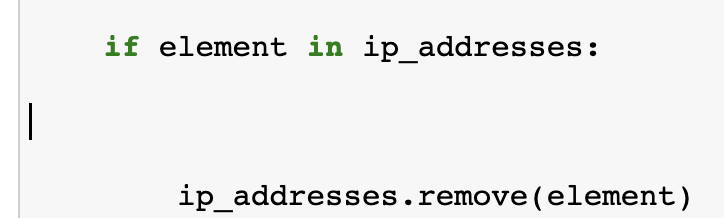 if element in ip_addresses:
ip_addresses.remove(element)